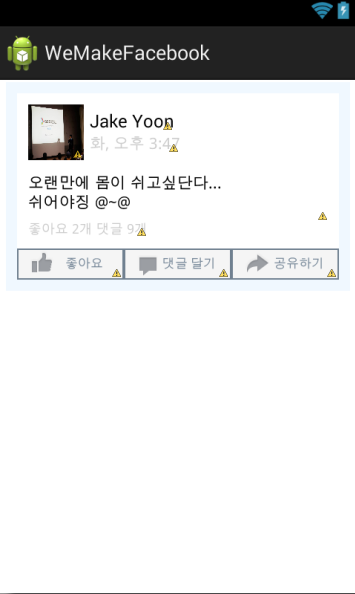 WeMakeFacebook
Jake Yoon
화, 오후 3:47
오랜만에 몸이 쉬고싶단다...
쉬어야징 @~@
좋아요 2개 댓글 9개
좋아요
댓글 달기
공유하기